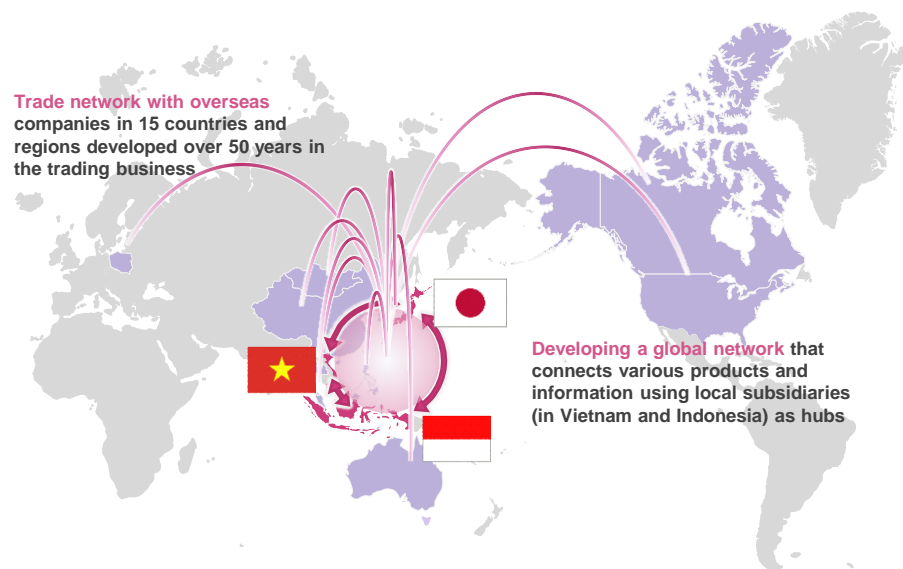 Trade network with overseas
companies in 15 countries and
regions developed over 50 years in
the trading business
Developing a global network that
connects various products and
information using local subsidiaries
(in Vietnam and Indonesia) as hubs